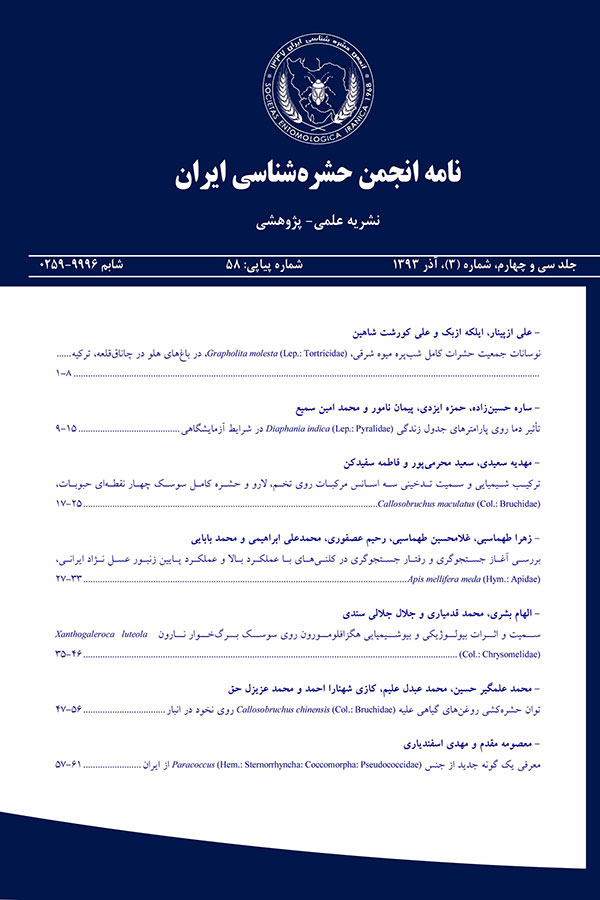 انجمن حشره شناسی ایران ۱۳۴۷
SOCIETAS ENTOMOLOGICA IRANICA 1968
نامه انجمن حشره‌شناسی ایران
نشریه علمی- پژوهشی
جلد سی و چهارم، شماره (۳)، آذر ۱۳۹۳ شماره پیاپی: ۵۸ شاپم ۹۹۹۶-۰۲۵۹
- علی ازپینار، ایلکه ازبک و علی کورشت شاهین
نوسانات جمعیت حشرات کامل شب‌پره میوه شرقی، Grapholita molesta (Lep.: Tortricidae)، در باغ‌های هلو در چاناق‌قلعه، ترکیه......
...... ۱-۸
- ساره حسین‌زاده، حمزه ایزدی، پیمان نامور و محمد امین سمیع
تأثیر دما روی پارامترهای جدول زندگی Diaphania indica (Lep.: Pyralidae) در شرایط آزمایشگاهی...... ۹-۱۵
- مهدیه سعیدی، سعید محرمی‌پور و فاطمه سفیدکن
ترکیب شیمیایی و سمیت تدخینی سه اسانس مرکبات روی تخم، لارو و حشره کامل سوسک چهار نقطه‌ای حبوبات،
Callosobruchus maculatus (Col.: Bruchidae)...... ۱۷-۲۵
- زهرا طهماسبی، غلامحسین طهماسبی، رحیم عصفوری، محمدعلی ابراهیمی و محمد بابایی
بررسی آغاز جستجوگری و رفتار جستجوگری در کلنی‌های با عملکرد بالا و عملکرد پایین زنبور عسل نژاد ایرانی،
Apis mellifera meda (Hym.: Apidae)...... ۲۷-۳۳
- الهام بشری، محمد قدمیاری و جلال جلالی سندی
سمیت و اثرات بیولوژیکی و بیوشیمیایی هگزافلومورون روی سوسک برگ‌خوار نارون Xanthogaleroca luteola
(Col.: Chrysomelidae)...... ۳۵-۴۶
- محمد علمگیر حسین، محمد عبدل علیم، کازی شهنارا احمد و محمد عزیزل حق
توان حشره‌کشی روغن‌های گیاهی علیه Callosobruchus chinensis (Col.: Bruchidae) روی نخود در انبار...... ۴۷-۵۶
- معصومه مقدم و مهدی اسفندیاری
معرفی یک گونه جدید از جنس Paracoccus (Hem.: Sternorrhyncha: Coccomorpha: Pseudococcidae) از ایران...... ۵۷-۶۱